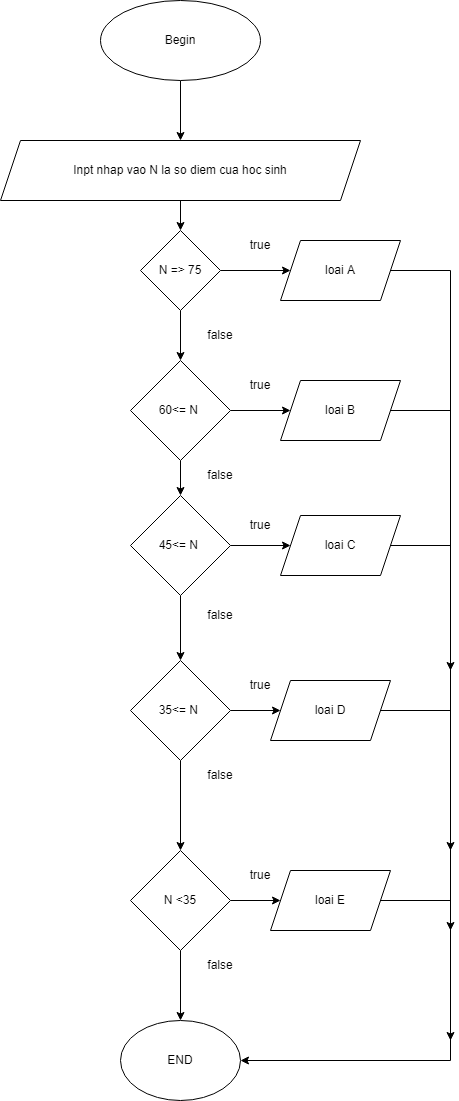 Begin
Inpt nhap vao N la so diem cua hoc sinh
true
N => 75
loai A
false
true
60<= N
loai B
false
true
45<= N
loai C
false
true
35<= N
loai D
false
true
N <35
loai E
false
END